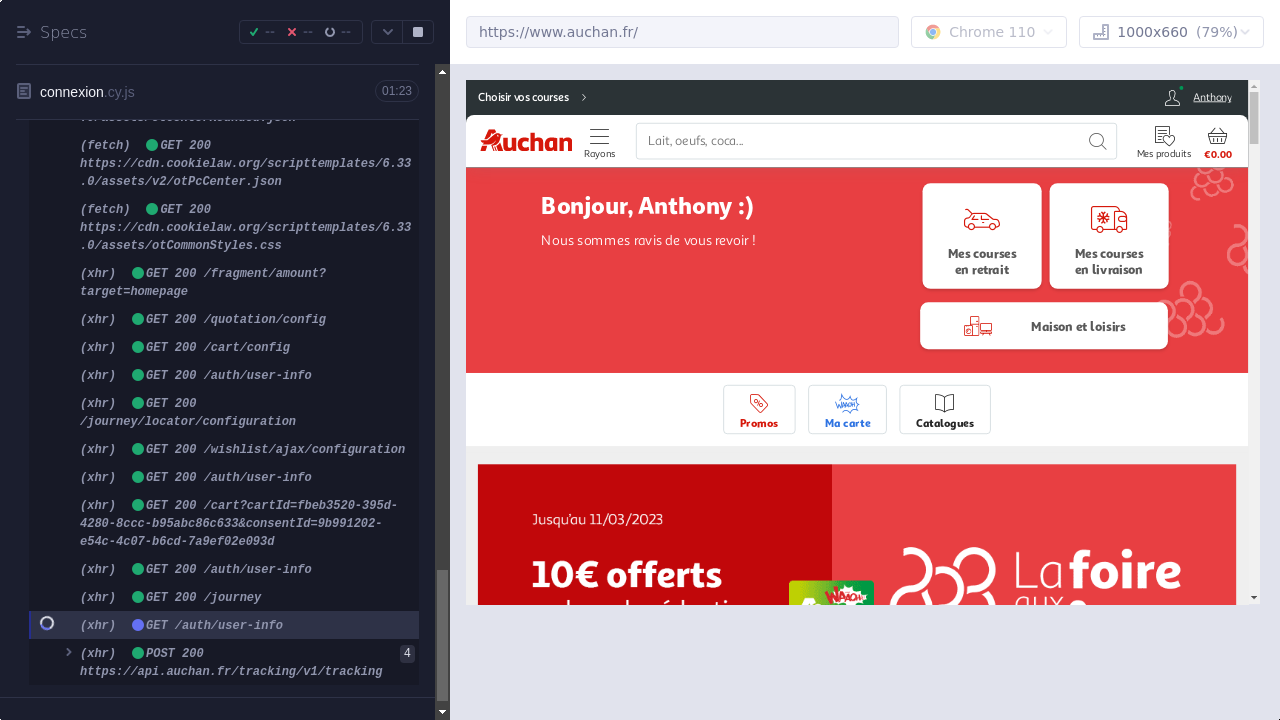 Specs
--
--
--
https://www.auchan.fr/
Chrome 110
1000x660 (79%)
connexion.cy.js
01:23
(fetch) GET 200
https://cdn.cookielaw.org/scripttemplates/6.33
.0/assets/v2/otPcCenter.json
(fetch) GET 200
https://cdn.cookielaw.org/scripttemplates/6.33
.0/assets/otCommonStyles.css
(xhr) GET 200 /fragment/amount?
target=homepage
(xhr) GET 200 /quotation/config
(xhr) GET 200 /cart/config
(xhr) GET 200 /auth/user-info
(xhr) GET 200
/journey/locator/configuration
(xhr) GET 200 /wishlist/ajax/configuration
(xhr) GET 200 /auth/user-info
(xhr) GET 200 /cart?cartId=fbeb3520-395d-
4280-8ccc-b95abc86c633&consentId=9b991202-
e54c-4c07-b6cd-7a9ef02e093d
(xhr) GET 200 /auth/user-info
(xhr) GET 200 /journey
(xhr) GET /auth/user-info
(xhr) POST 200
https://api.auchan.fr/tracking/v1/tracking
4
Choisir vos courses
Anthony
Auchan
Rayons
Lait, oeufs, coca...
Mes produits
€0.00
Bonjour, Anthony :)
Nous sommes ravis de vous revoir !
Mes courses
en retrait
Mes courses
en livraison
Maison et loisirs
Promos
WAAOH
Ma carte
Catalogues
Jusqu'au 11/03/2023
10€ offerts
WAAOH
La foire
aux